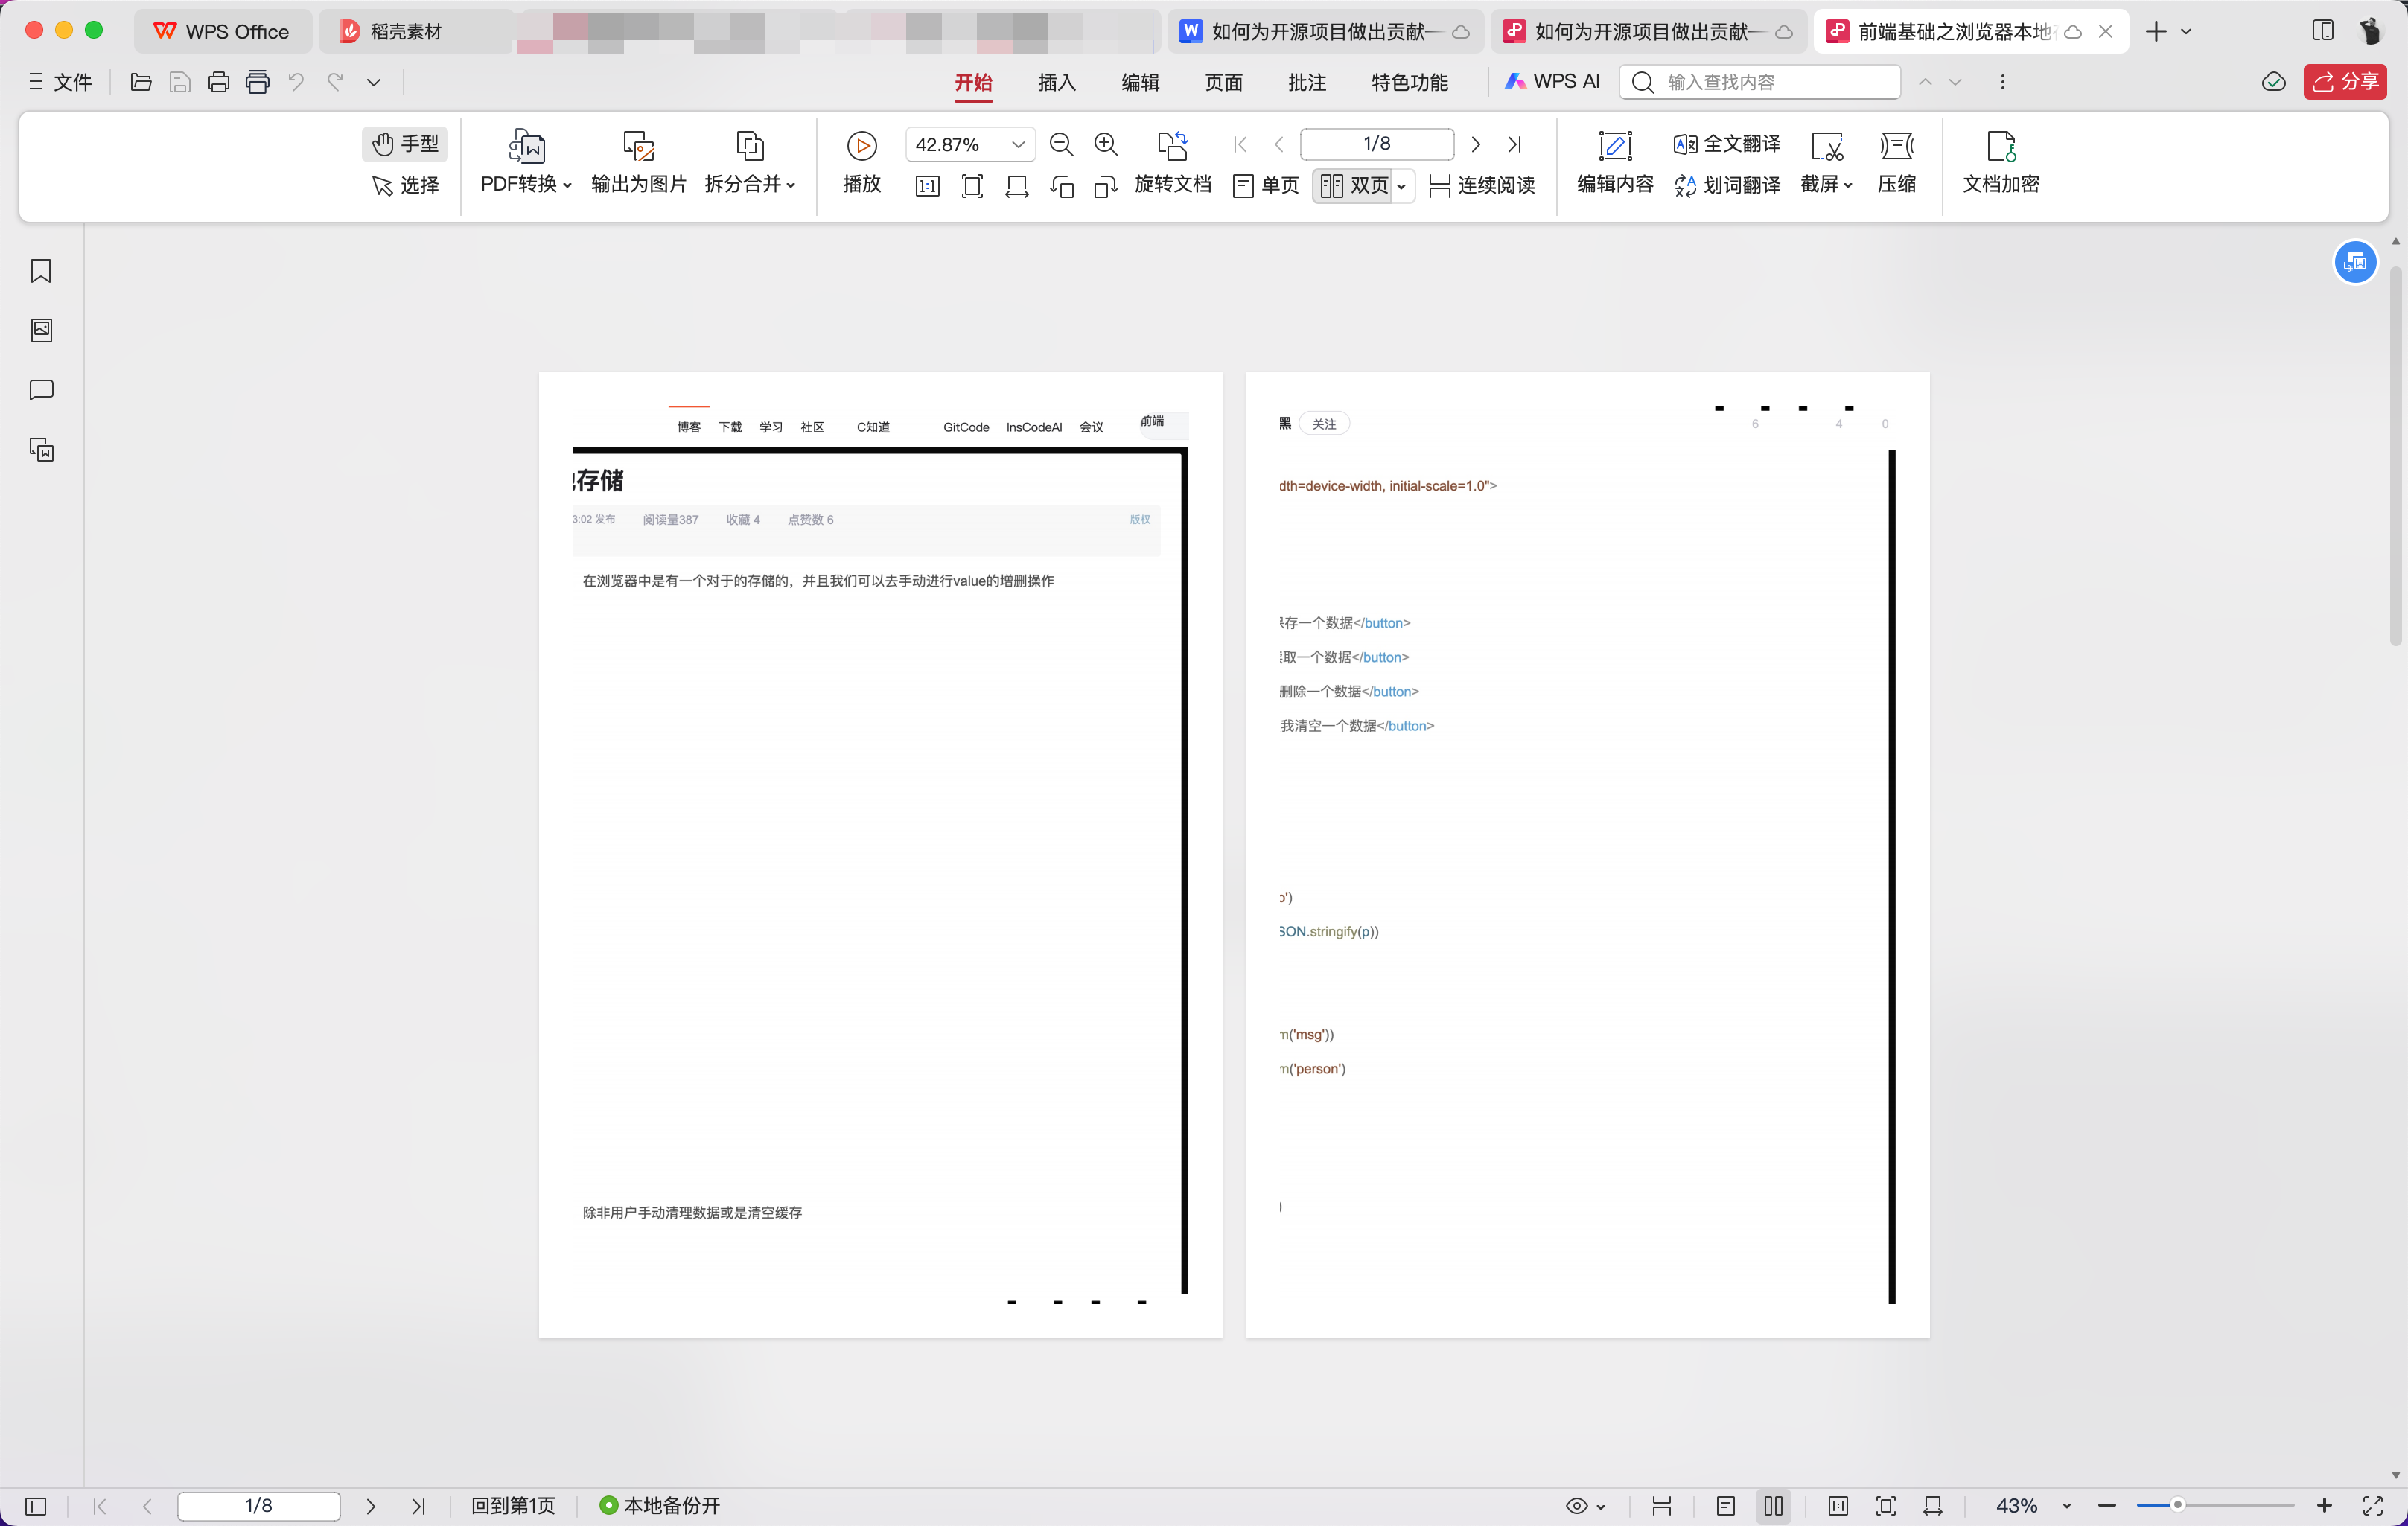 WPS Office 稻壳素材 如何为开源项目做出贡献一 如何为开源项目做出贡献一 前端基础之浏览器本地
文件 开始 插入 编辑 页面 批注 特色功能 WPS AI 输入查找内容 分享
手型 42.87% 1/8 全文翻译
选择 PDF转换 输出为图片 拆分合并 播放 旋转文档 单页 双页 连续阅读 编辑内容 划词翻译 截屏 压缩 文档加密
博客 下载 学习 社区 C知道 GitCode InsCodeAI 会议 前端
存储
3:02 发布 阅读量387 收藏 4 点赞数 6 版权
在浏览器中是有一个对于的存储的，并且我们可以去手动进行value的增删操作
除非用户手动清理数据或是清空缓存
黑 关注 6 4 0
dth=device-width, initial-scale=1.0">
存一个数据</button>
取一个数据</button>
删除一个数据</button>
我清空一个数据</button>
o')
SON.stringify(p))
m('msg'))
m('person')
)
1/8 回到第1页 本地备份开 43%